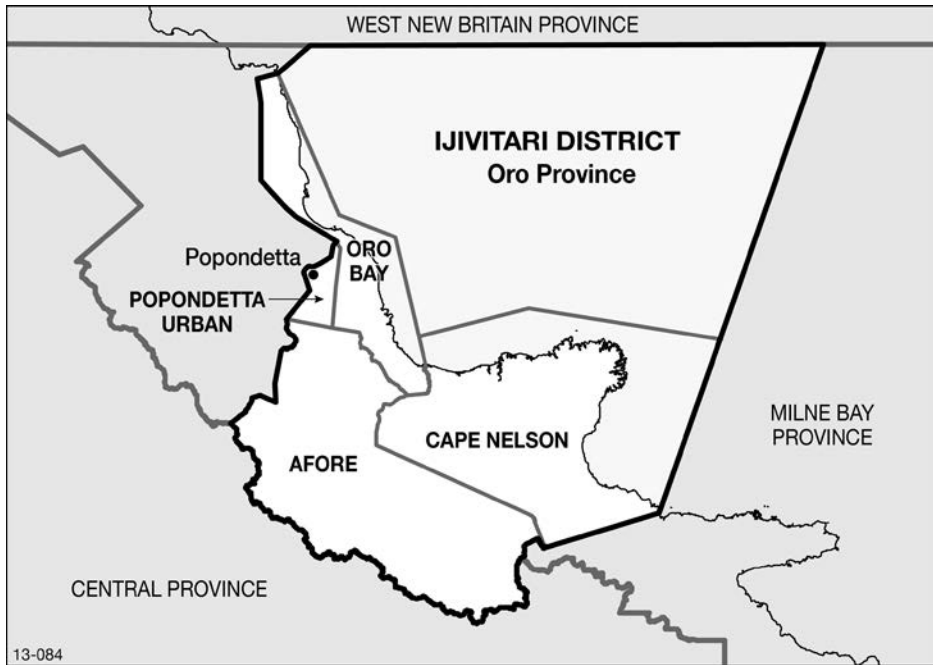 WEST NEW BRITAIN PROVINCE
IJIVITARI DISTRICT
Oro Province
ORO
BAY
Popondetta
POPONDETTA
URBAN
MILNE BAY
PROVINCE
CAPE NELSON
AFORE
CENTRAL PROVINCE
13-084